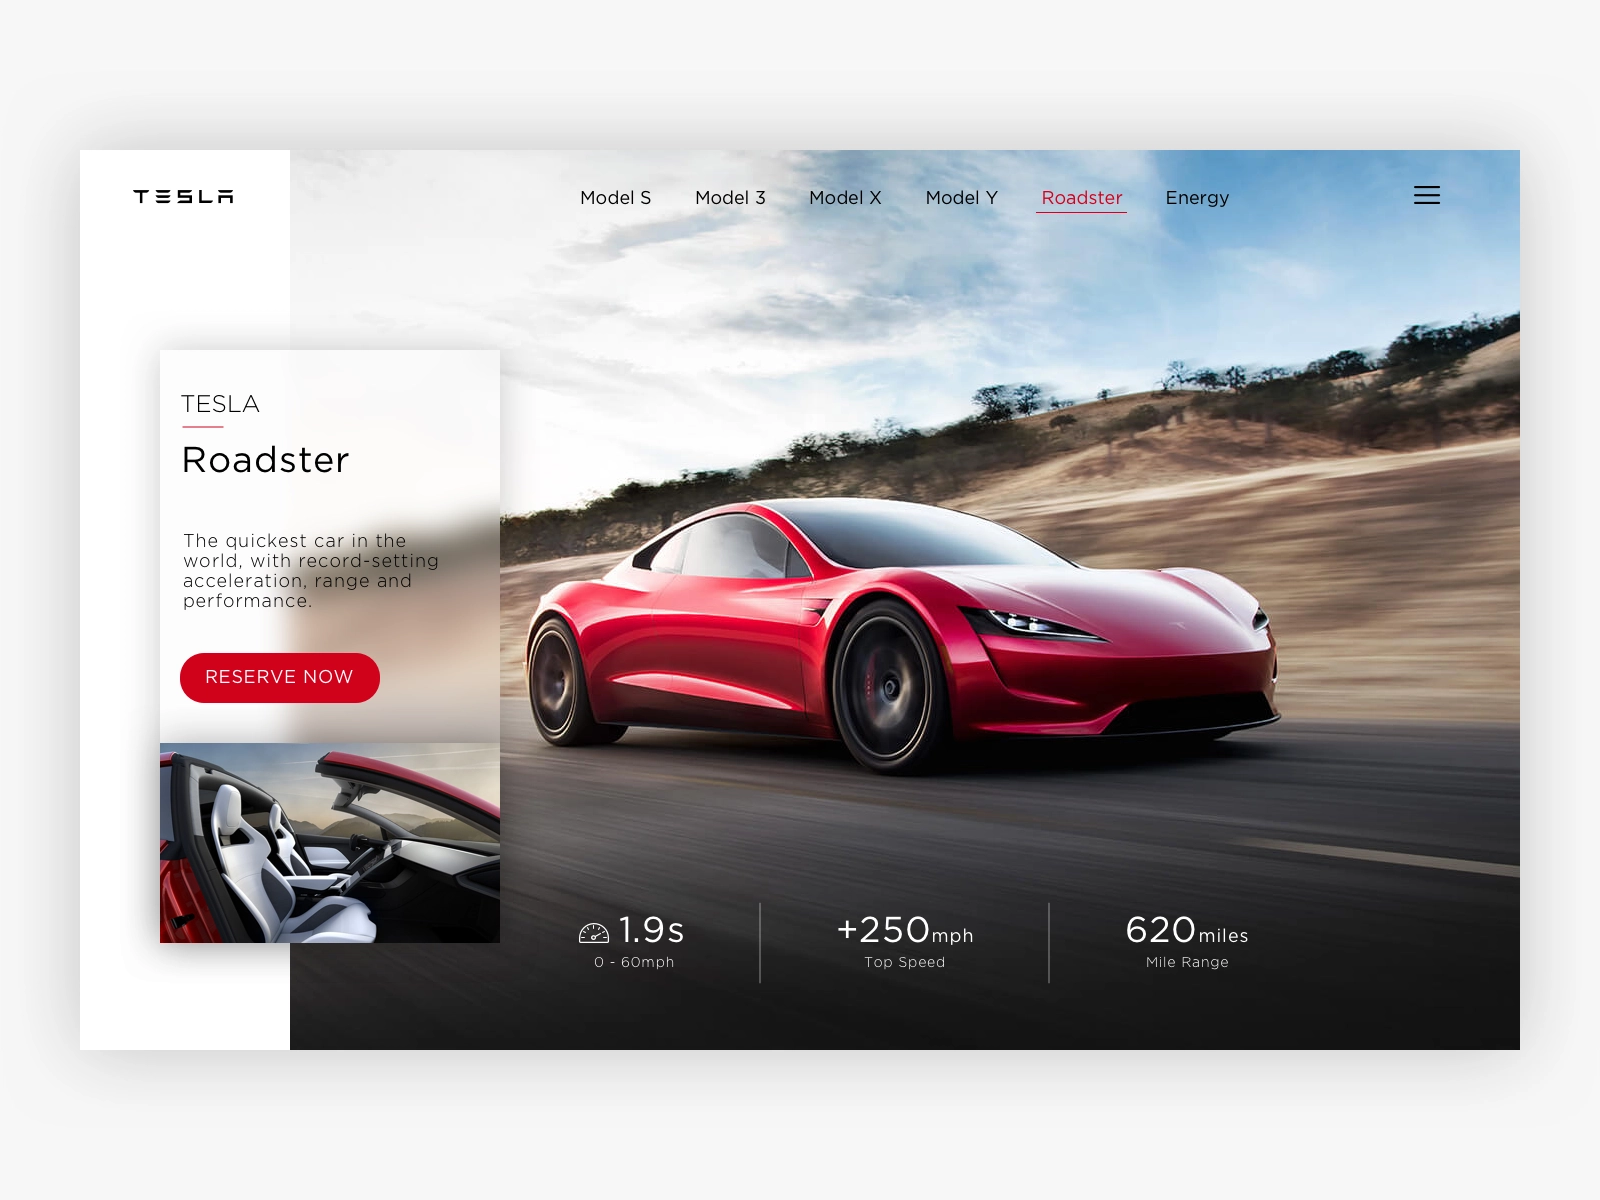 TESLA
Model S Model 3 Model X Model Y Roadster Energy
TESLA
Roadster
The quickest car in the
world, with record-setting
acceleration, range and
performance.
RESERVE NOW
1.9s
0 - 60mph
+250mph
Top Speed
620miles
Mile Range